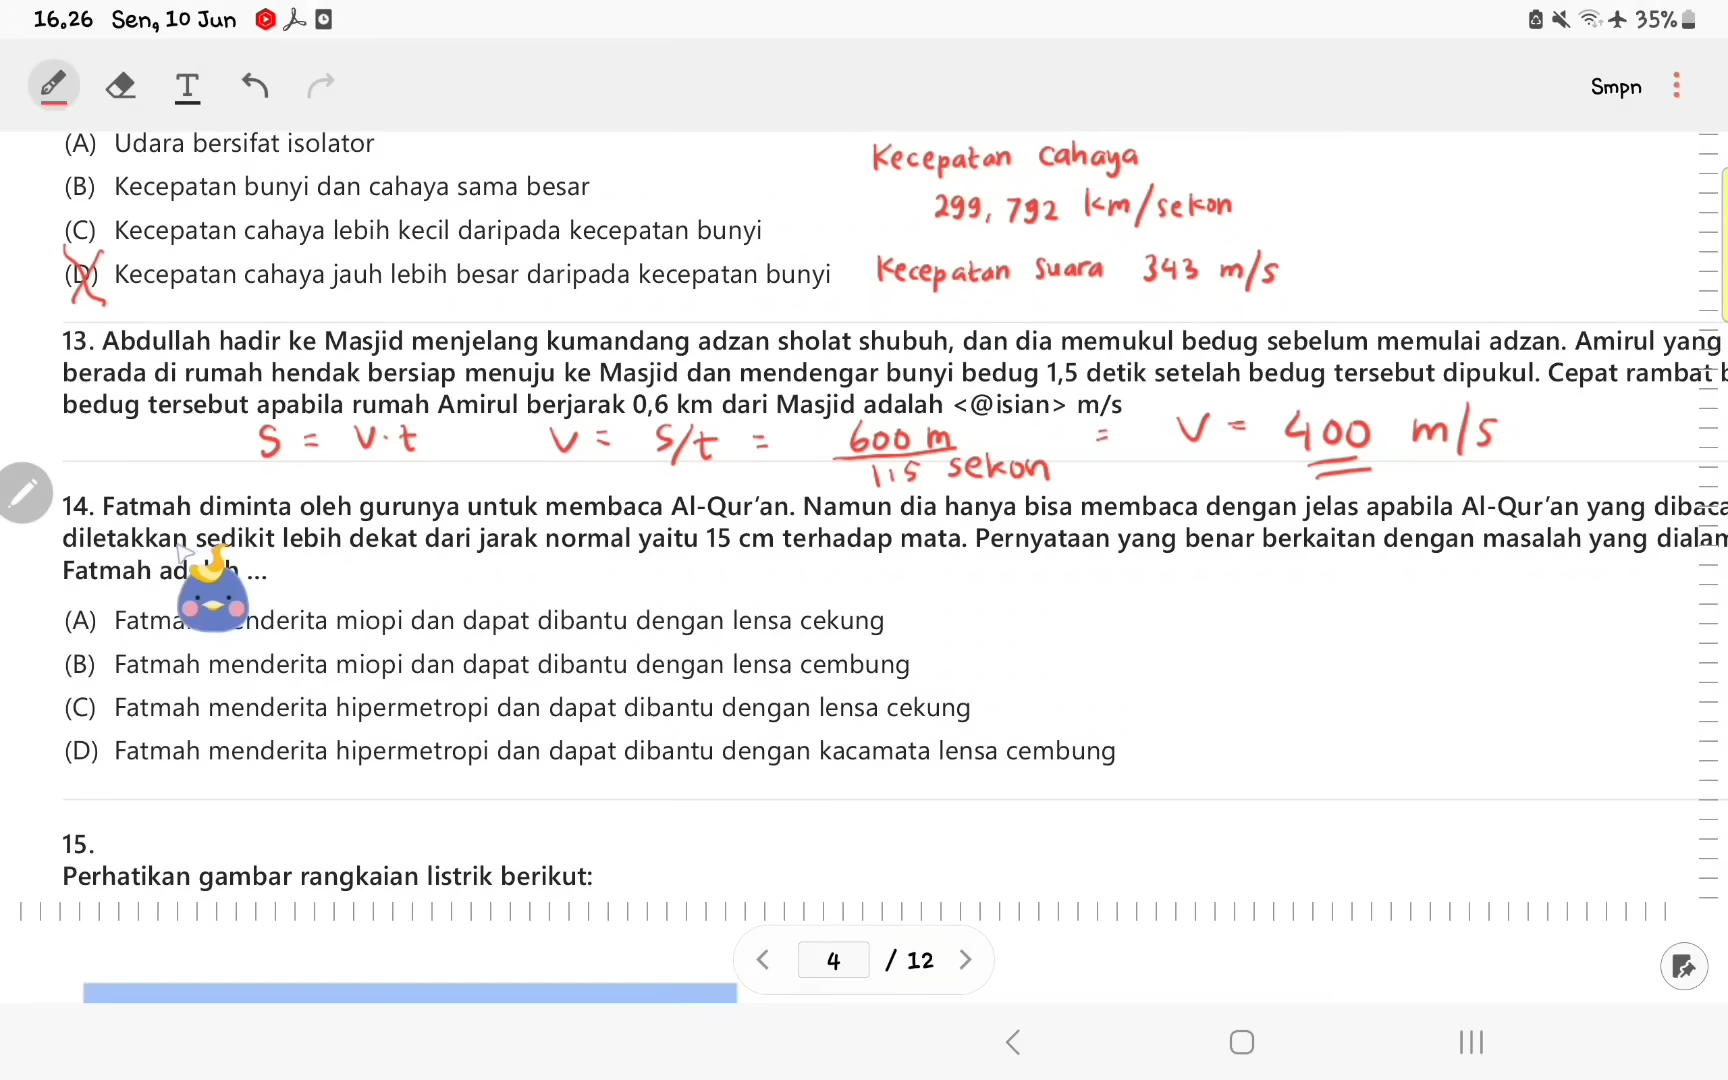 16.26 Sen, 10 Jun
35%
T
Smpn
(A) Udara bersifat isolator
(B) Kecepatan bunyi dan cahaya sama besar
(C) Kecepatan cahaya lebih kecil daripada kecepatan bunyi
(D) Kecepatan cahaya jauh lebih besar daripada kecepatan bunyi
Kecepatan Cahaya
299,792 km/sekon
Kecepatan Suara 343 m/s
13. Abdullah hadir ke Masjid menjelang kumandang adzan sholat shubuh, dan dia memukul bedug sebelum memulai adzan. Amirul yang
berada di rumah hendak bersiap menuju ke Masjid dan mendengar bunyi bedug 1,5 detik setelah bedug tersebut dipukul. Cepat rambat
bedug tersebut apabila rumah Amirul berjarak 0,6 km dari Masjid adalah <@isian> m/s
S = V.t V = S/t = 600 m / 1,5 sekon = V = 400 m/s
14. Fatmah diminta oleh gurunya untuk membaca Al-Qur’an. Namun dia hanya bisa membaca dengan jelas apabila Al-Qur’an yang dibaca
diletakkan sedikit lebih dekat dari jarak normal yaitu 15 cm terhadap mata. Pernyataan yang benar berkaitan dengan masalah yang
Fatmah ...
(A) menderita miopi dan dapat dibantu dengan lensa cekung
(B) Fatmah menderita miopi dan dapat dibantu dengan lensa cembung
(C) Fatmah menderita hipermetropi dan dapat dibantu dengan lensa cekung
(D) Fatmah menderita hipermetropi dan dapat dibantu dengan kacamata lensa cembung
15.
Perhatikan gambar rangkaian listrik berikut:
4 / 12